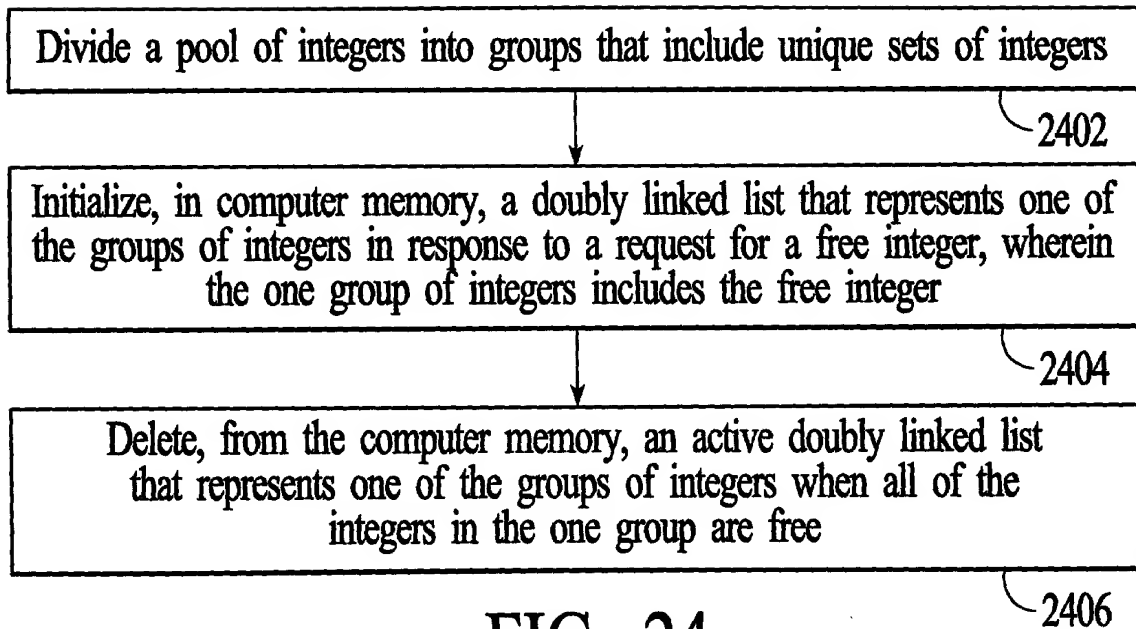 Divide a pool of integers into groups that include unique sets of integers
2402
Initialize, in computer memory, a doubly linked list that represents one of
the groups of integers in response to a request for a free integer, wherein
the one group of integers includes the free integer
2404
Delete, from the computer memory, an active doubly linked list
that represents one of the groups of integers when all of the
integers in the one group are free
2406
FIG. 24